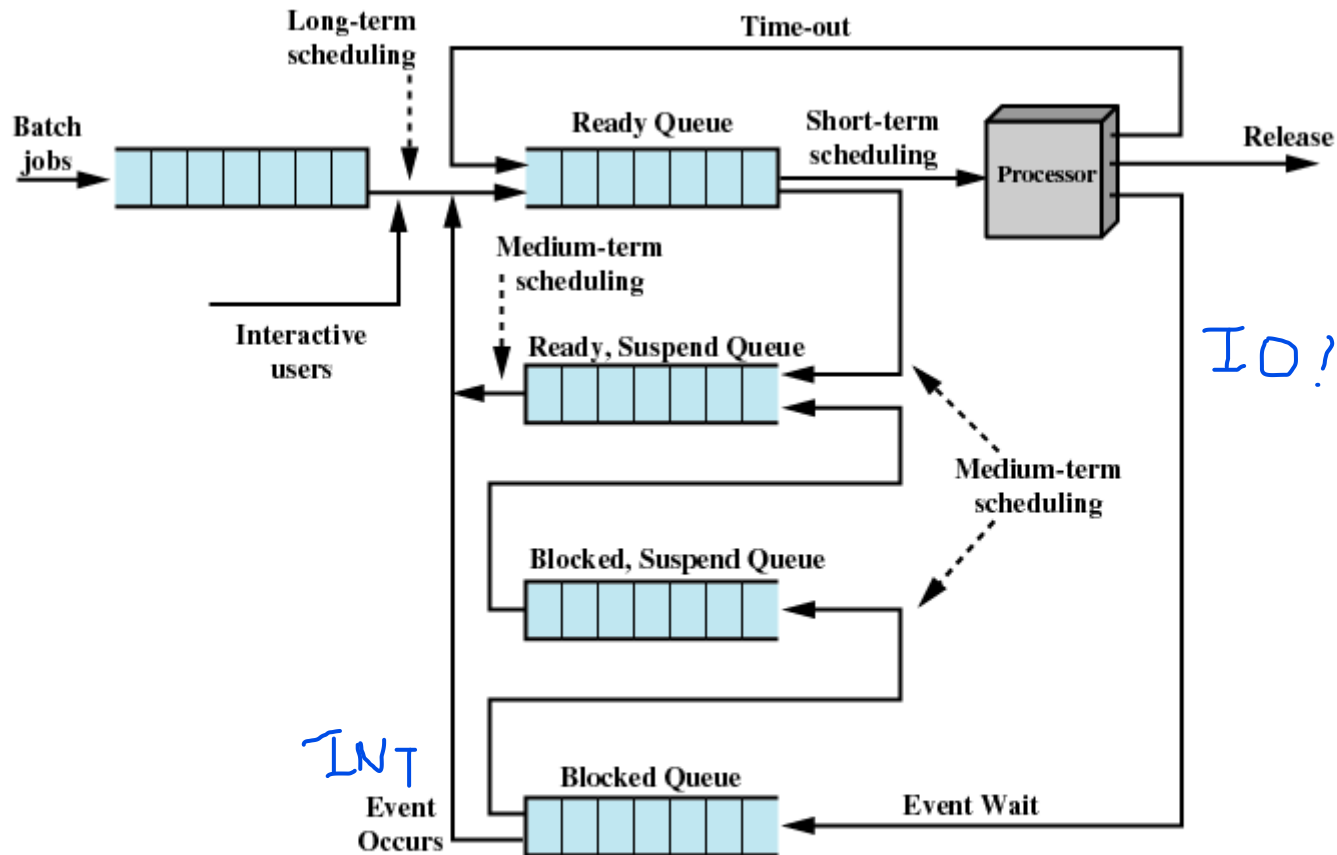 Long-term
scheduling
Time-out
Batch
jobs
Ready Queue
Short-term
scheduling
Processor
Release
Medium-term
scheduling
Interactive
users
Ready, Suspend Queue
IO?
Medium-term
scheduling
Blocked, Suspend Queue
INT
Event
Occurs
Blocked Queue
Event Wait